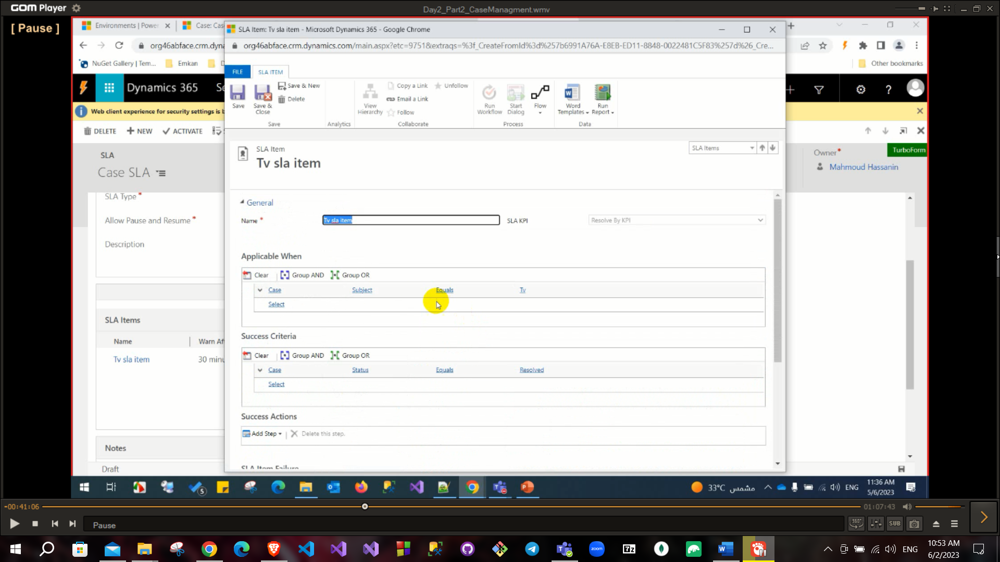 GOM Player
Day2_Part2_CaseManagment.wmv
[ Pause ]
Environments | Power
Case: Cas
SLA Item: Tv sla item - Microsoft Dynamics 365 - Google Chrome
org46abface.crm.dyna
org46abface.crm.dynamics.com/main.aspx?etc=9751&extraqs=%3f_CreateFromId%3d%257b6991A76A-E8EB-ED11-8848-0022481C5F83%257d%26_Cre...
NuGet Gallery | Tem...
Emkan
Other bookmarks
FILE
SLA ITEM
Dynamics 365
Save
Save & Close
Save & New
Delete
View Hierarchy
Copy a Link
Email a Link
Follow
Unfollow
Run Workflow
Start Dialog
Flow
Word Templates
Run Report
Save
Analytics
Collaborate
Process
Data
Web client experience for security settings is b
DELETE
NEW
ACTIVATE
SLA
Case SLA
SLA Item
Tv sla item
SLA Items
Owner*
TurboForm
Mahmoud Hassanin
SLA Type *
Allow Pause and Resume *
Description
General
Name *
Tv sla item
SLA KPI
Resolve By KPI
Applicable When
Clear
Group AND
Group OR
Case
Subject
Equals
Tv
Select
SLA Items
Name
Warn Af
Tv sla item
30 minu
Success Criteria
Clear
Group AND
Group OR
Case
Status
Equals
Resolved
Select
Success Actions
Add Step
Delete this step.
Notes
SLA Item Failure
Draft
5
33°C
مشمس
ENG
11:36 AM
5/6/2023
-00:41:06
01:07:43
Pause
360°
SUB
zoom
7z
ENG
10:53 AM
6/2/2023